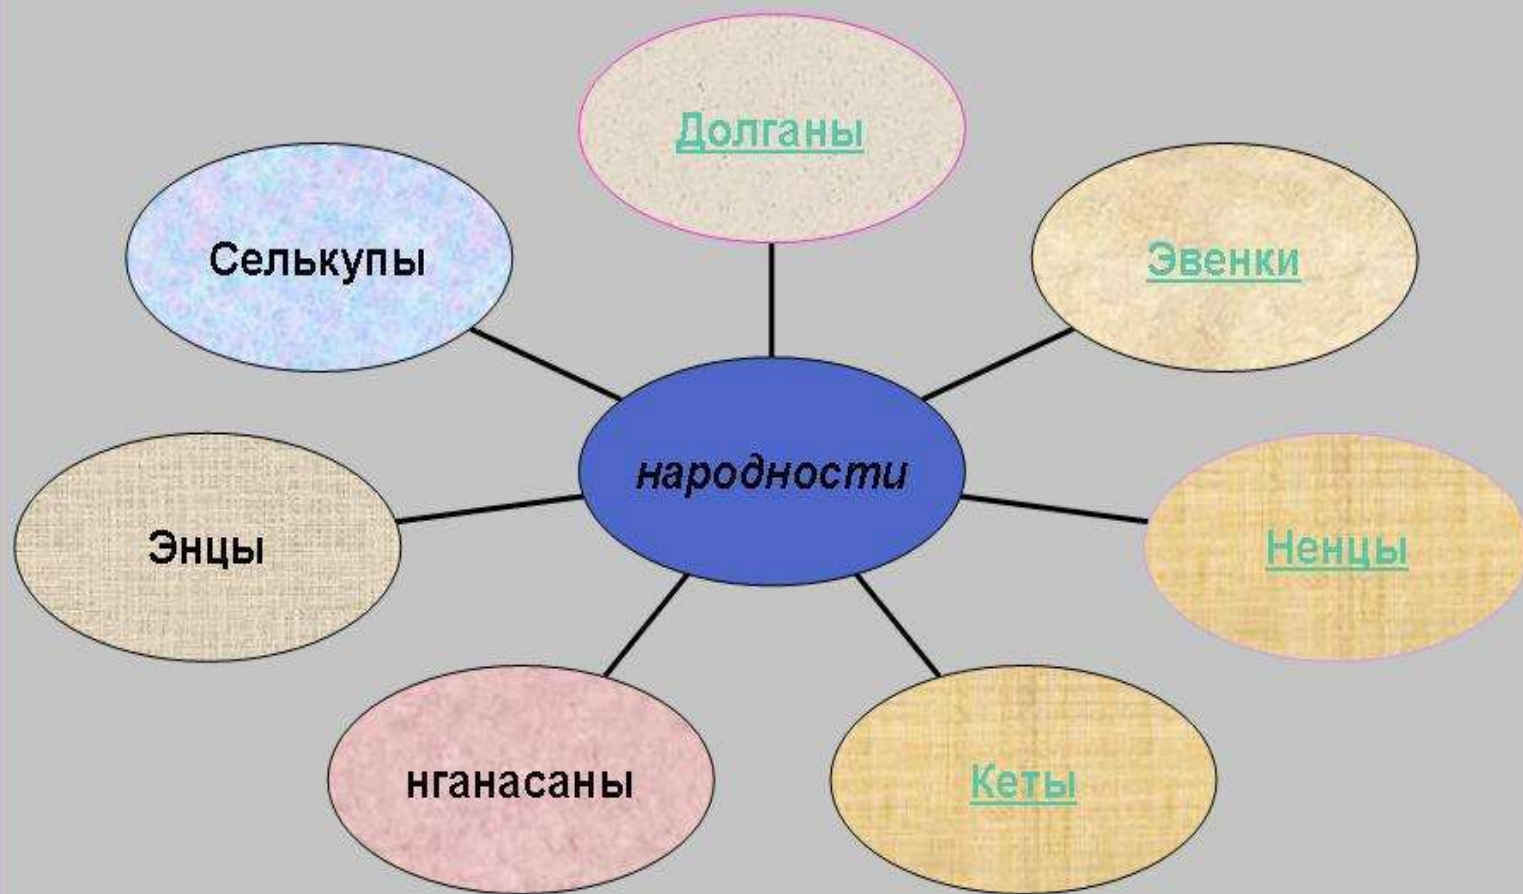 Долганы
Селькупы
Эвенки
народности
Энцы
Ненцы
нганасаны
Кеты